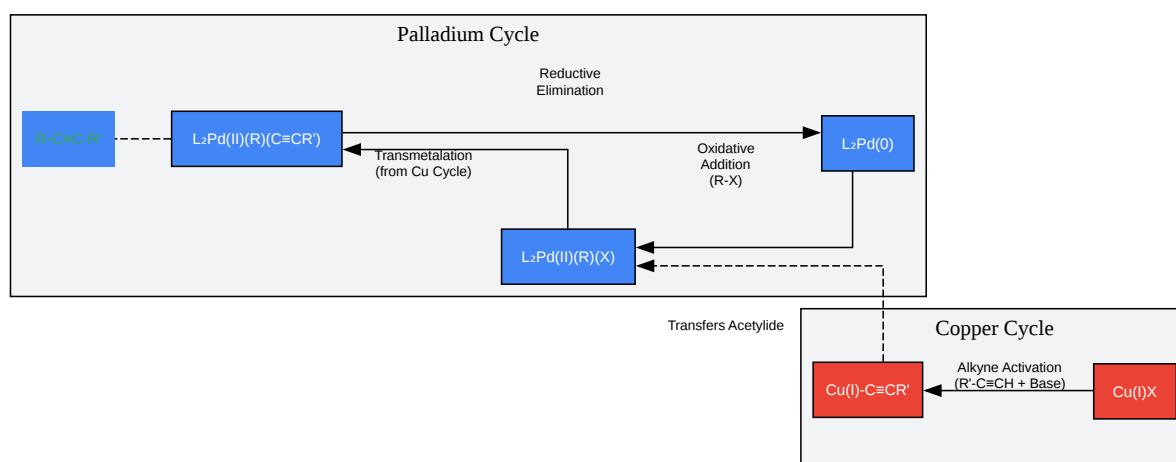 Palladium Cycle
Reductive
Elimination
R-C≡C-R'
L₂Pd(II)(R)(C≡CR')
L₂Pd(0)
Transmetalation
(from Cu Cycle)
Oxidative
Addition
(R-X)
L₂Pd(II)(R)(X)
Transfers Acetylide
Copper Cycle
Cu(I)-C≡CR'
Alkyne Activation
(R'-C≡CH + Base)
Cu(I)X